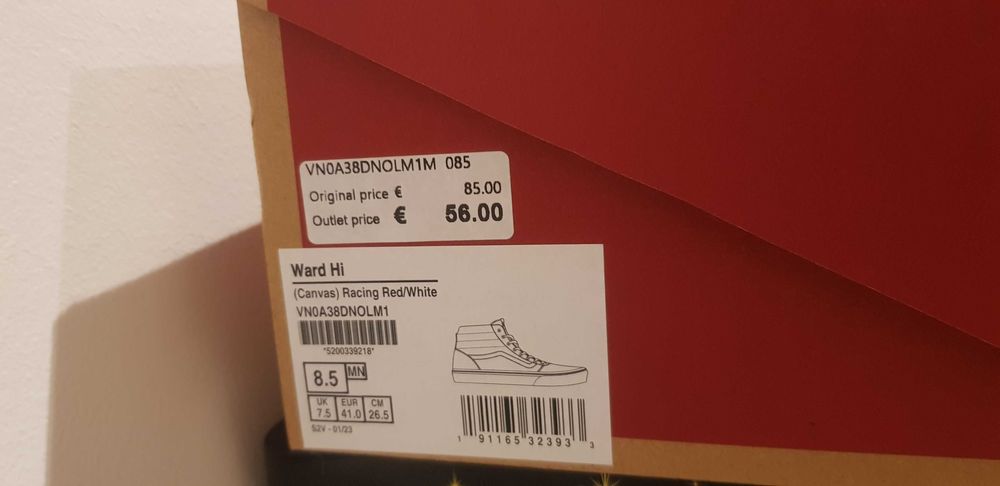 VN0A38DNOLM1M 085
Original price € 85.00
Outlet price € 56.00
Ward Hi
(Canvas) Racing Red/White
VN0A38DNOLM1
*5200339218*
8.5 MN
UK EUR CM
7.5 41.0 26.5
S2V - 01/23
1 91165 32393 3